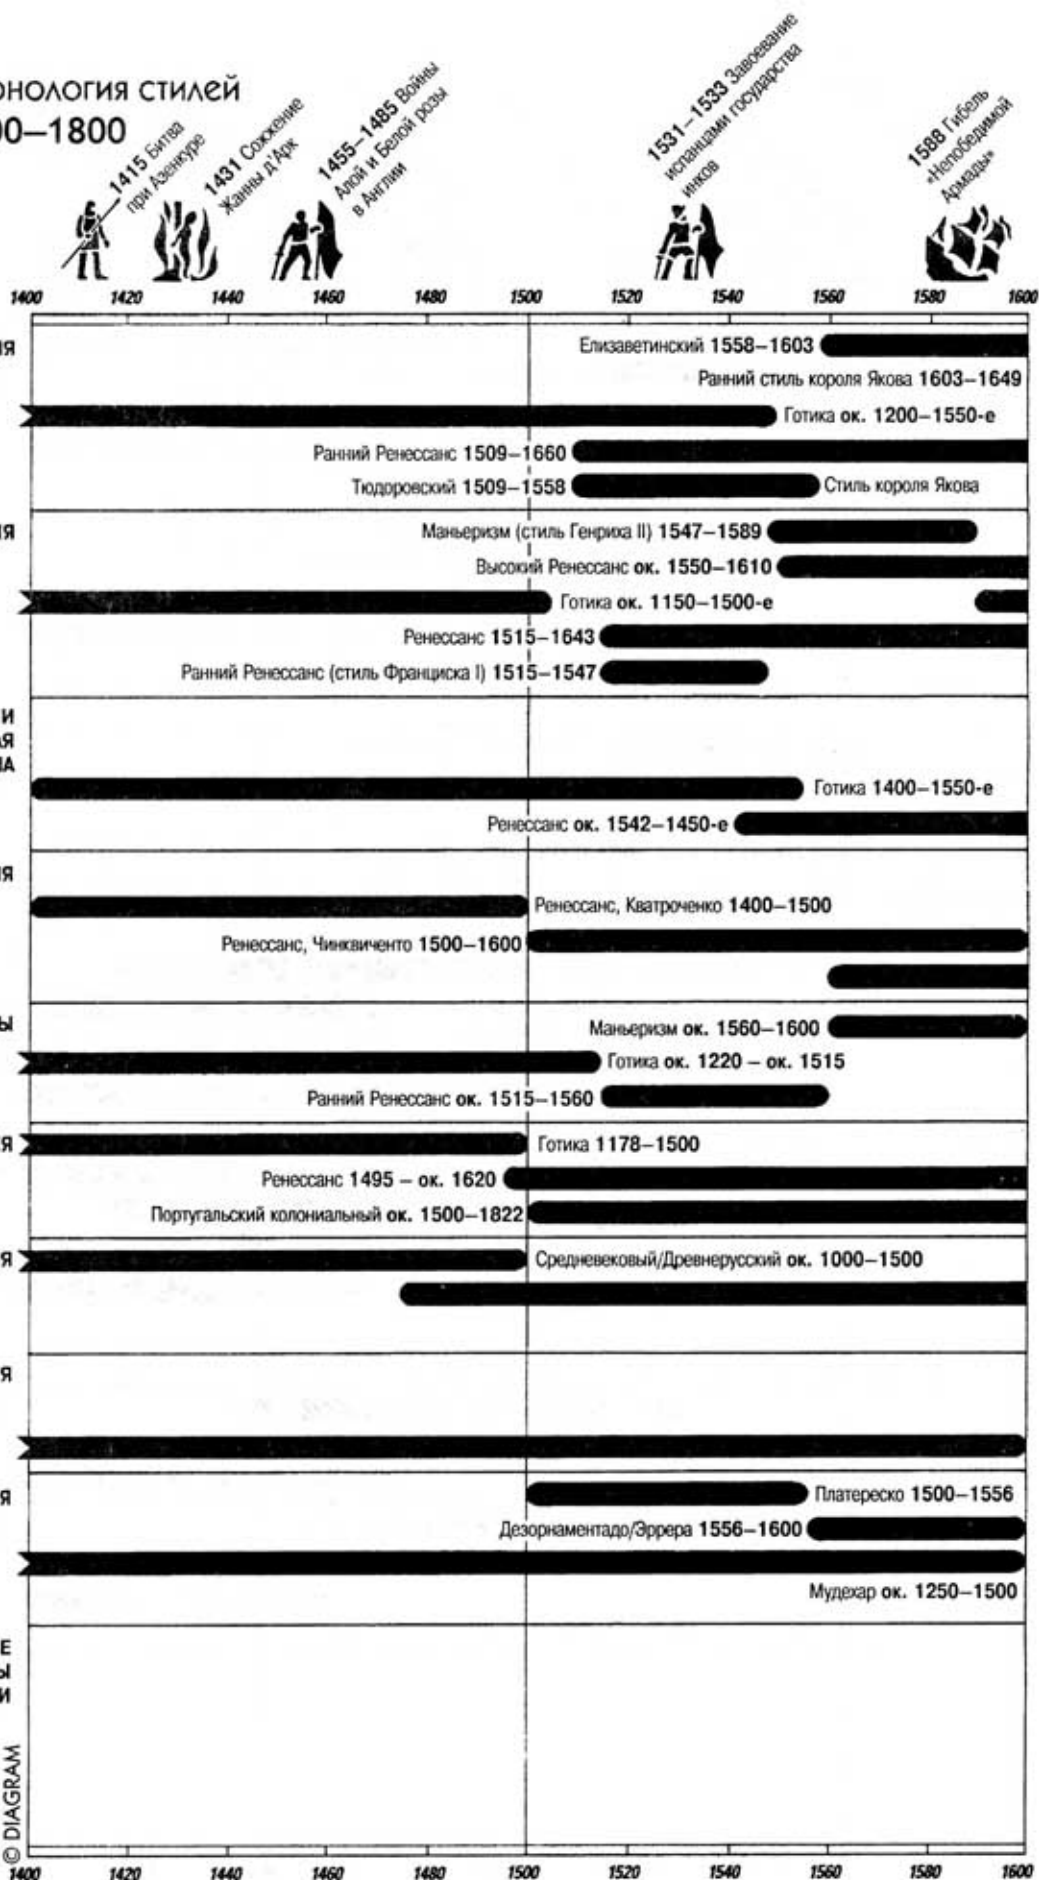 ОНОЛОГИЯ СТИЛЕЙ
00–1800
1415 Битва
при Азенкуре
1431 Сожжение
Жанны д'Арк
1455–1485 Войны
Алой и Белой розы
в Англии
1531–1533 Завоевание
испанцами государства
инков
1588 Гибель
«Непобедимой
Армады»
1400 1420 1440 1460 1480 1500 1520 1540 1560 1580 1600
ИЯ
Елизаветинский 1558–1603
Ранний стиль короля Якова 1603–1649
Готика ок. 1200–1550-е
Ранний Ренессанс 1509–1660
Тюдоровский 1509–1558 Стиль короля Якова
ИЯ
Маньеризм (стиль Генриха II) 1547–1589
Высокий Ренессанс ок. 1550–1610
Готика ок. 1150–1500-е
Ренессанс 1515–1643
Ранний Ренессанс (стиль Франциска I) 1515–1547
И
АЯ
ПА
Готика 1400–1550-е
Ренессанс ок. 1542–1450-е
ИЯ
Ренессанс, Кватроченко 1400–1500
Ренессанс, Чинквиченто 1500–1600
Ы
Маньеризм ок. 1560–1600
Готика ок. 1220 – ок. 1515
Ранний Ренессанс ок. 1515–1560
Я
Готика 1178–1500
Ренессанс 1495 – ок. 1620
Португальский колониальный ок. 1500–1822
Я
Средневековый/Древнерусский ок. 1000–1500
Я
Я
Платереско 1500–1556
Дезорнаментадо/Эррера 1556–1600
Мудехар ок. 1250–1500
Е
Ы
И
© DIAGRAM
1400 1420 1440 1460 1480 1500 1520 1540 1560 1580 1600